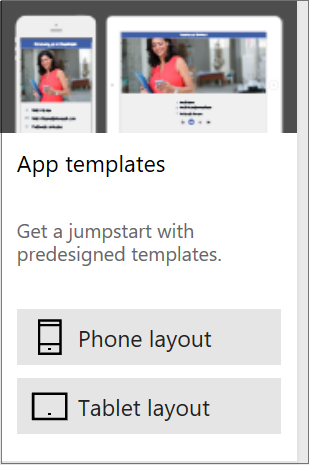 App templates
Get a jumpstart with
predesigned templates.
Phone layout
Tablet layout